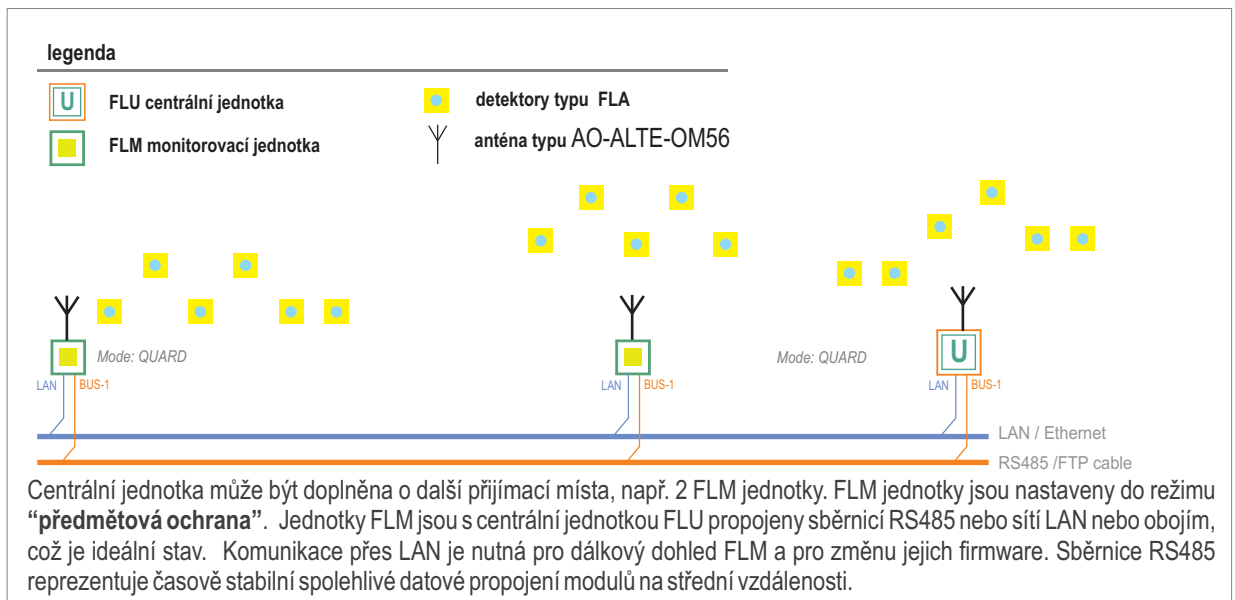 legenda
U FLU centrální jednotka
detektory typu FLA
FLM monitorovací jednotka
anténa typu AO-ALTE-OM56
Mode: QUARD
Mode: QUARD
U
LAN BUS-1
LAN BUS-1
LAN BUS-1
LAN / Ethernet
RS485 /FTP cable
Centrální jednotka může být doplněna o další přijímací místa, např. 2 FLM jednotky. FLM jednotky jsou nastaveny do režimu
“předmětová ochrana”. Jednotky FLM jsou s centrální jednotkou FLU propojeny sběrnicí RS485 nebo sítí LAN nebo obojím,
což je ideální stav. Komunikace přes LAN je nutná pro dálkový dohled FLM a pro změnu jejich firmware. Sběrnice RS485
reprezentuje časově stabilní spolehlivé datové propojení modulů na střední vzdálenosti.